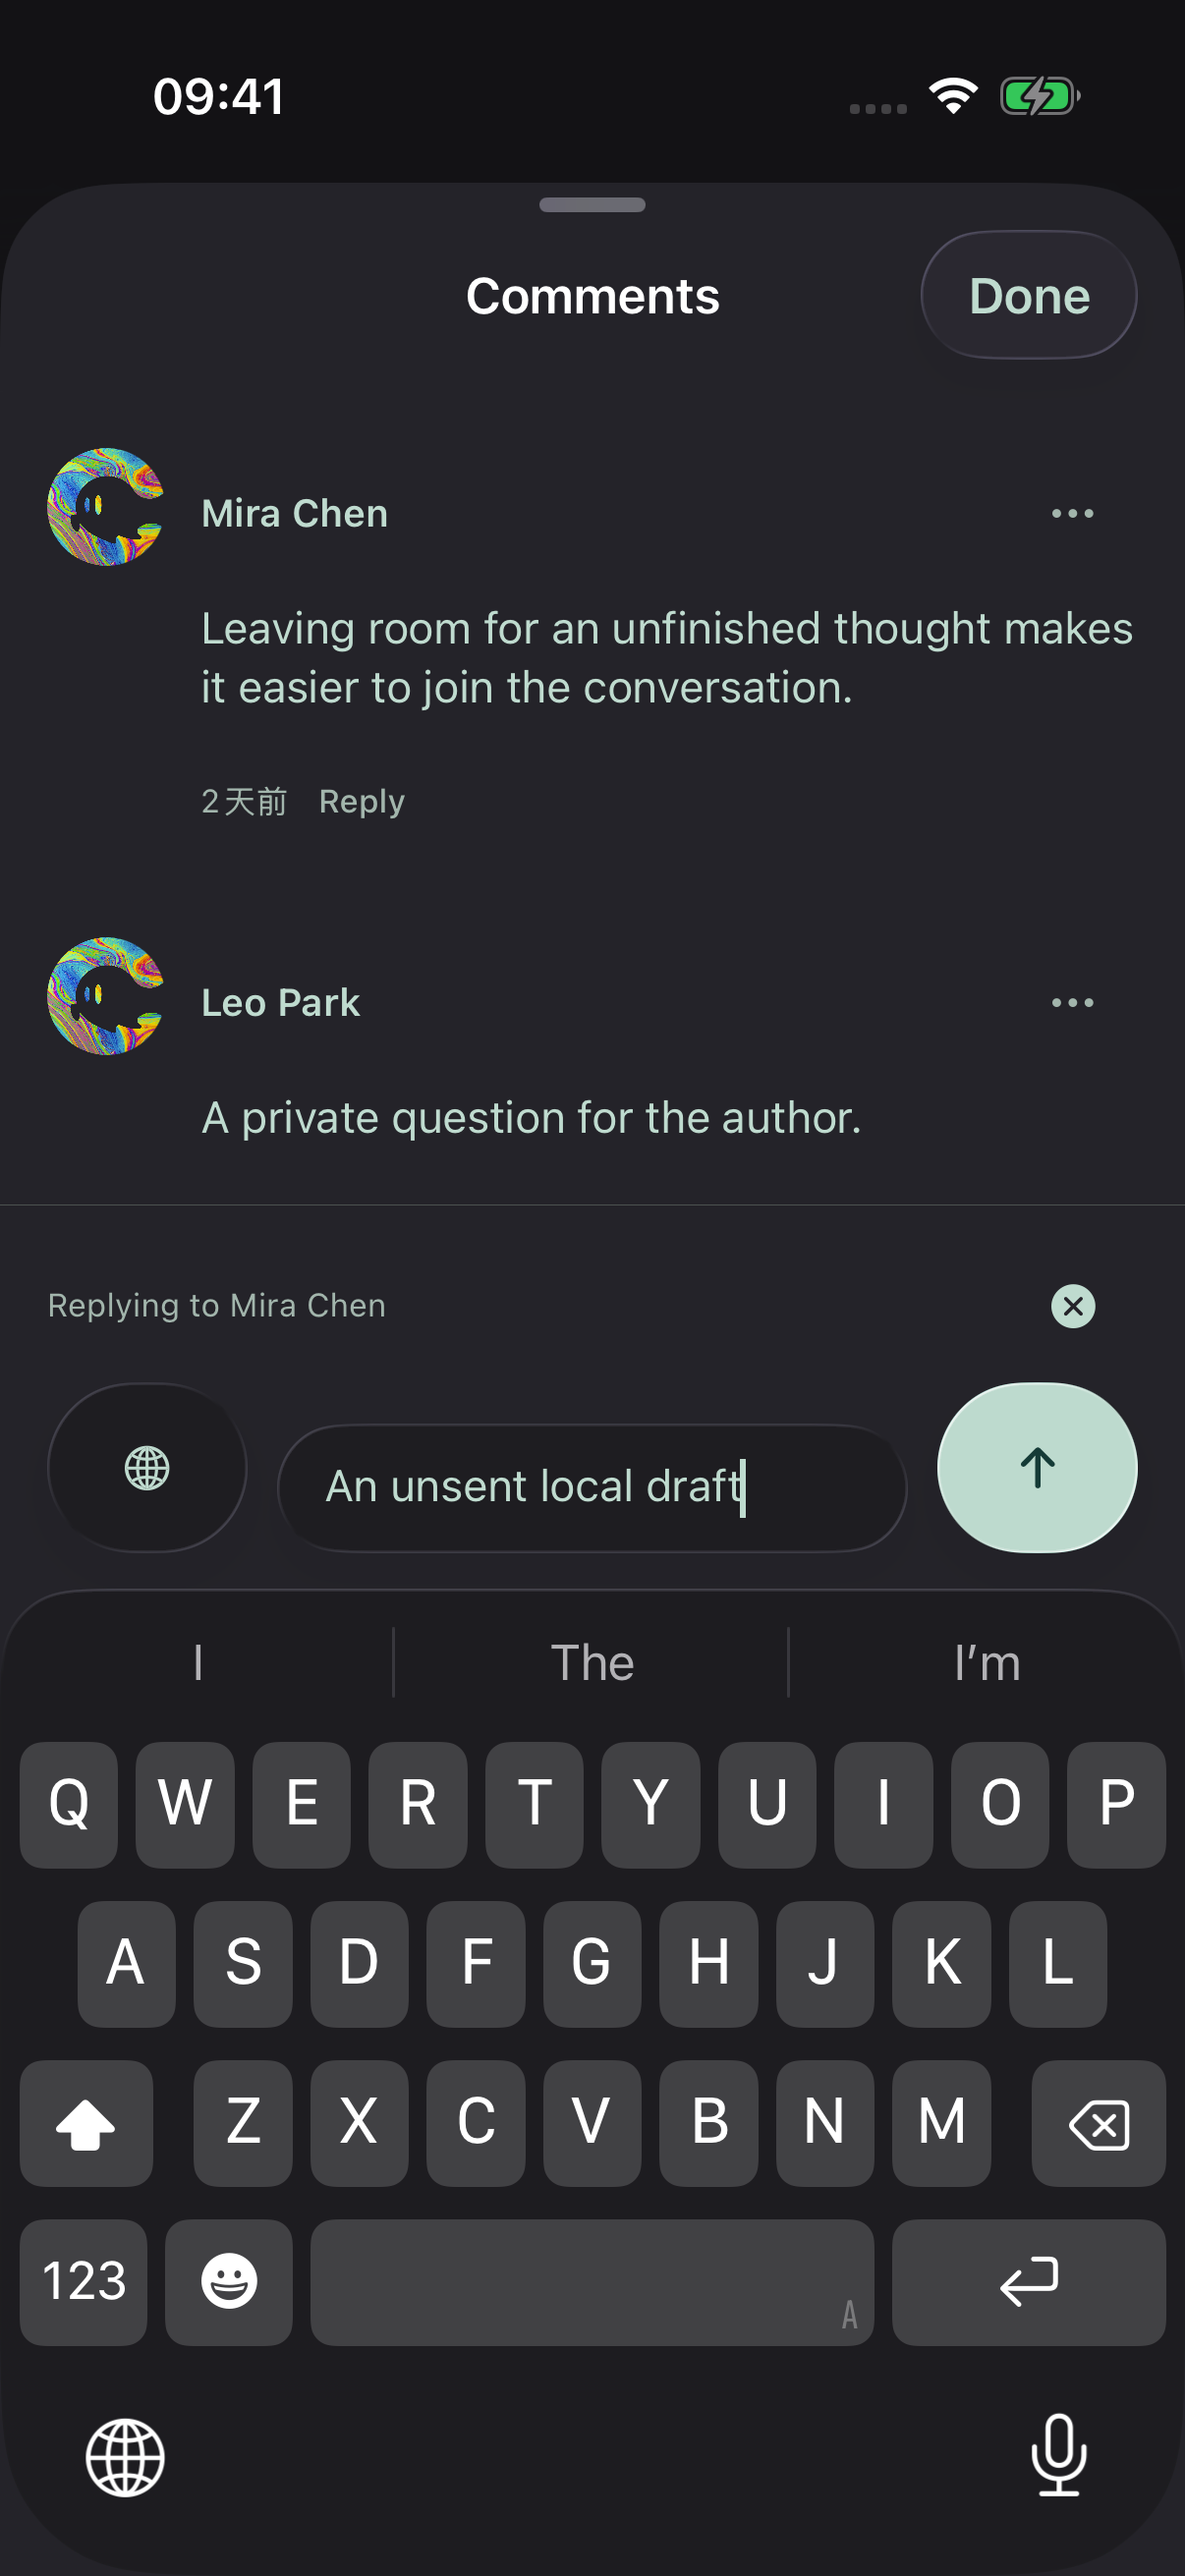 09:41
Comments
Done
Mira Chen
Leaving room for an unfinished thought makes
it easier to join the conversation.
2天前 Reply
Leo Park
A private question for the author.
Replying to Mira Chen
An unsent local draft
I The I’m
Q W E R T Y U I O P
A S D F G H J K L
Z X C V B N M
123
A